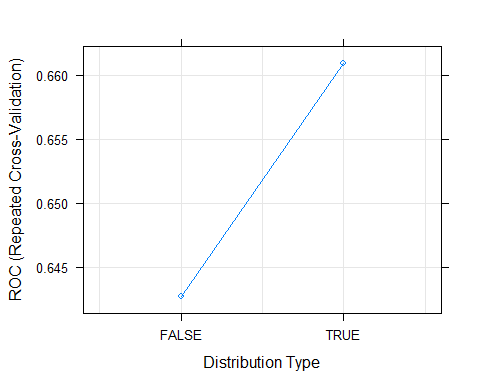 ROC (Repeated Cross-Validation)
0.660
0.655
0.650
0.645
FALSE TRUE
Distribution Type